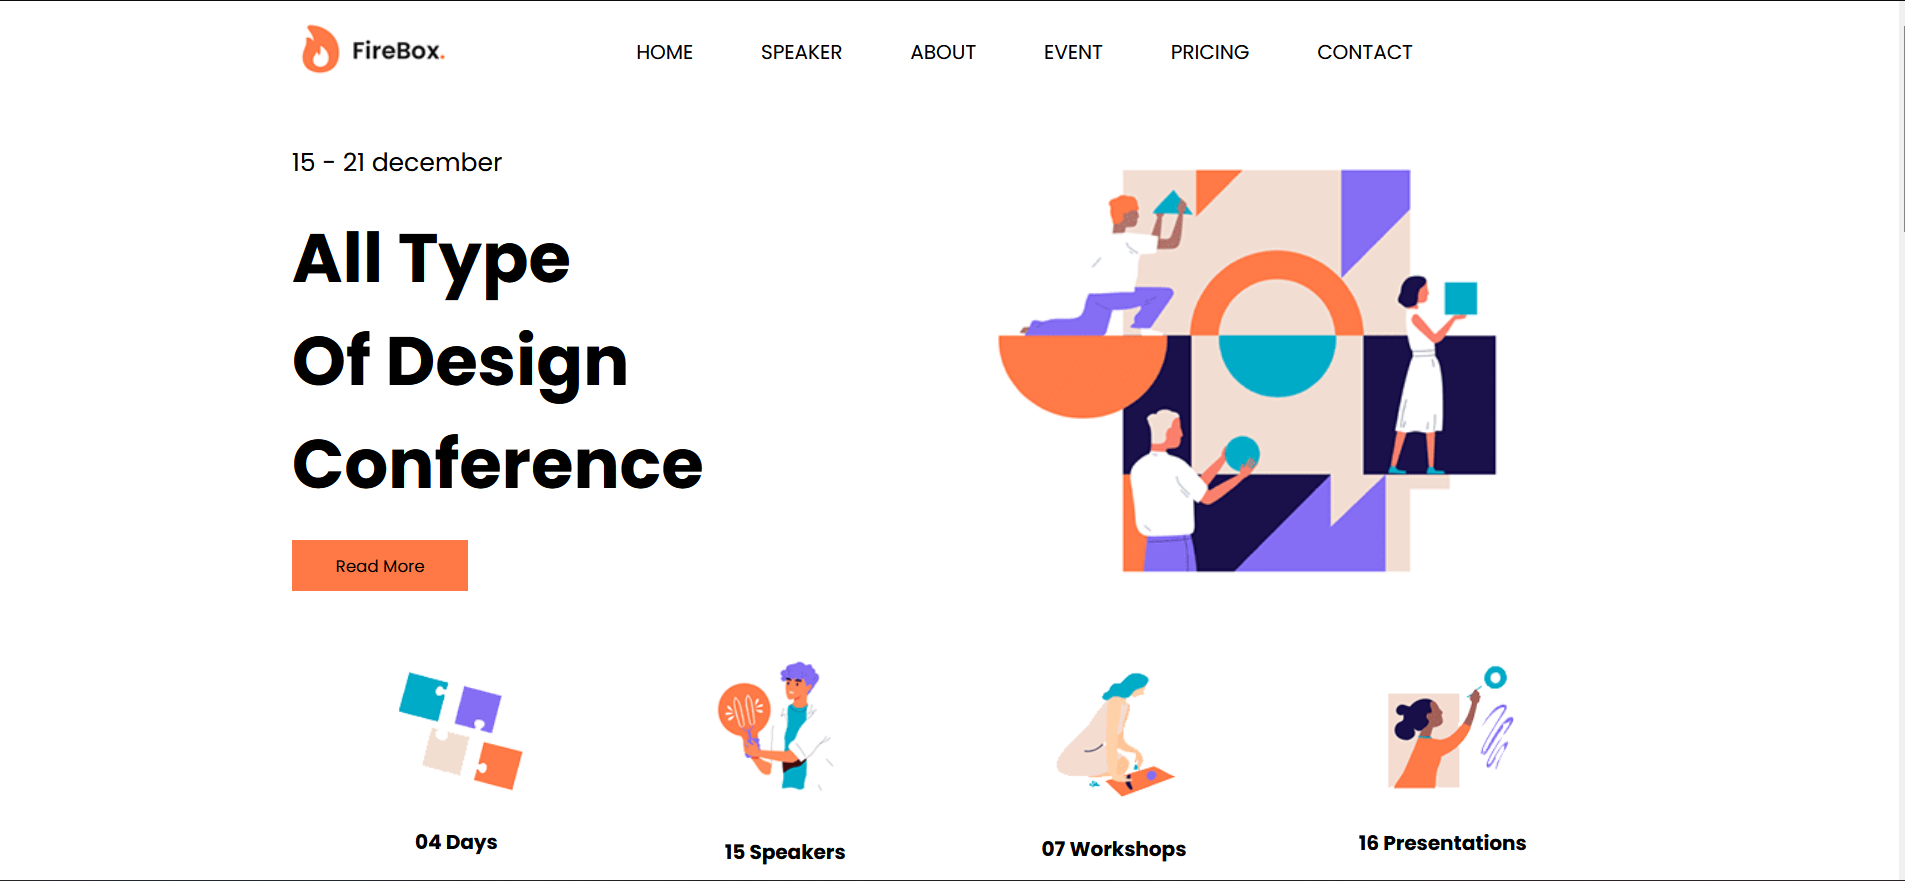 FireBox.
HOME
SPEAKER
ABOUT
EVENT
PRICING
CONTACT
15 - 21 december
All Type
Of Design
Conference
Read More
04 Days
15 Speakers
07 Workshops
16 Presentations